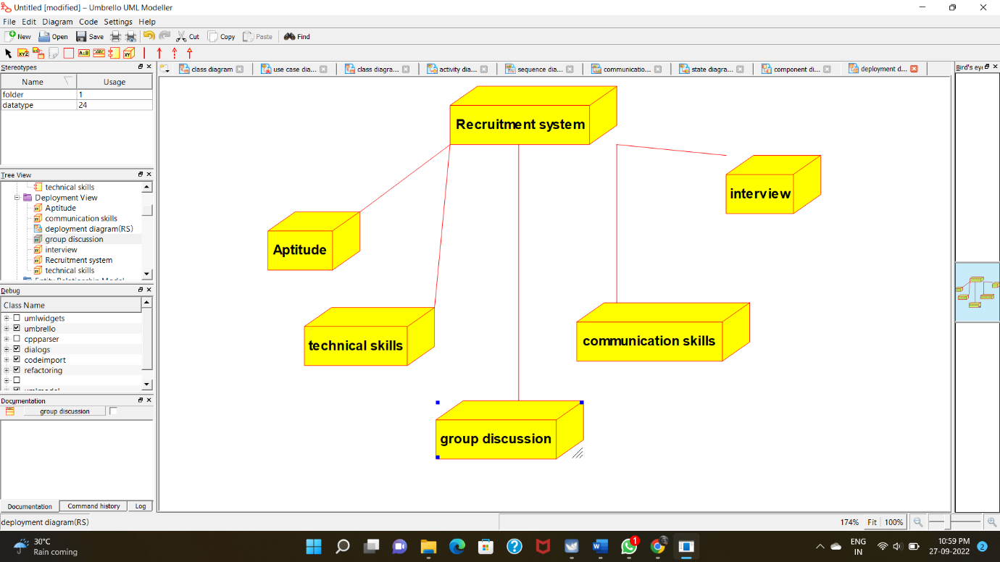 Untitled [modified] – Umbrello UML Modeller
File Edit Diagram Code Settings Help
New Open Save Cut Copy Paste Find
Stereotypes
Name Usage
folder 1
datatype 24
class diagram use case dia... class diagra... activity dia... sequence dia... communicatio... state diagra... component di... deployment d...
Bird's eye
Tree View
technical skills
Deployment View
Aptitude
communication skills
deployment diagram(RS)
group discussion
interview
Recruitment system
technical skills
Debug
Class Name
umlwidgets
umbrello
cppparser
dialogs
codeimport
refactoring
Documentation
group discussion
Documentation Command history Log
deployment diagram(RS)
Recruitment system
interview
Aptitude
technical skills
communication skills
group discussion
174% Fit 100%
30°C
Rain coming
1
ENG
IN
10:59 PM
27-09-2022
2